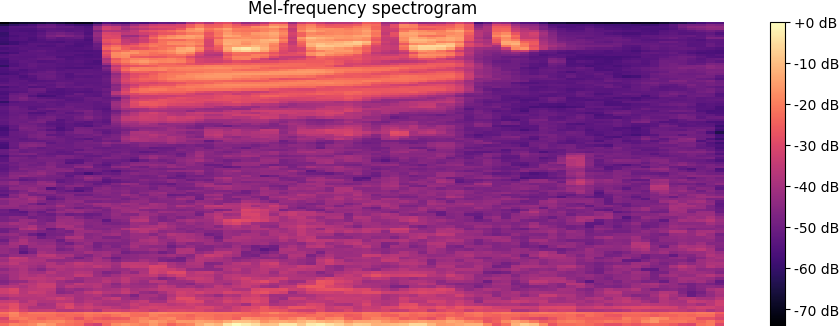 Mel-frequency spectrogram
+0 dB
-10 dB
-20 dB
-30 dB
-40 dB
-50 dB
-60 dB
-70 dB